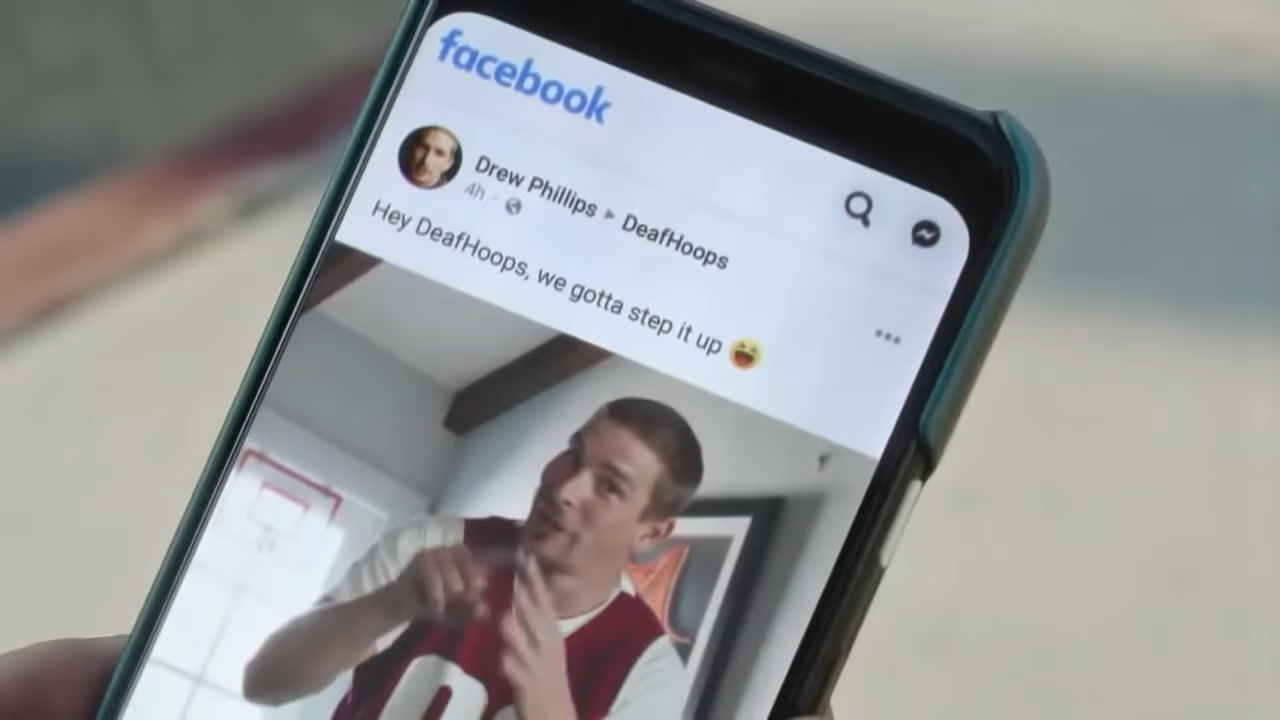 facebook
Drew Phillips ▸ DeafHoops
4h ·
Hey DeafHoops, we gotta step it up 😆